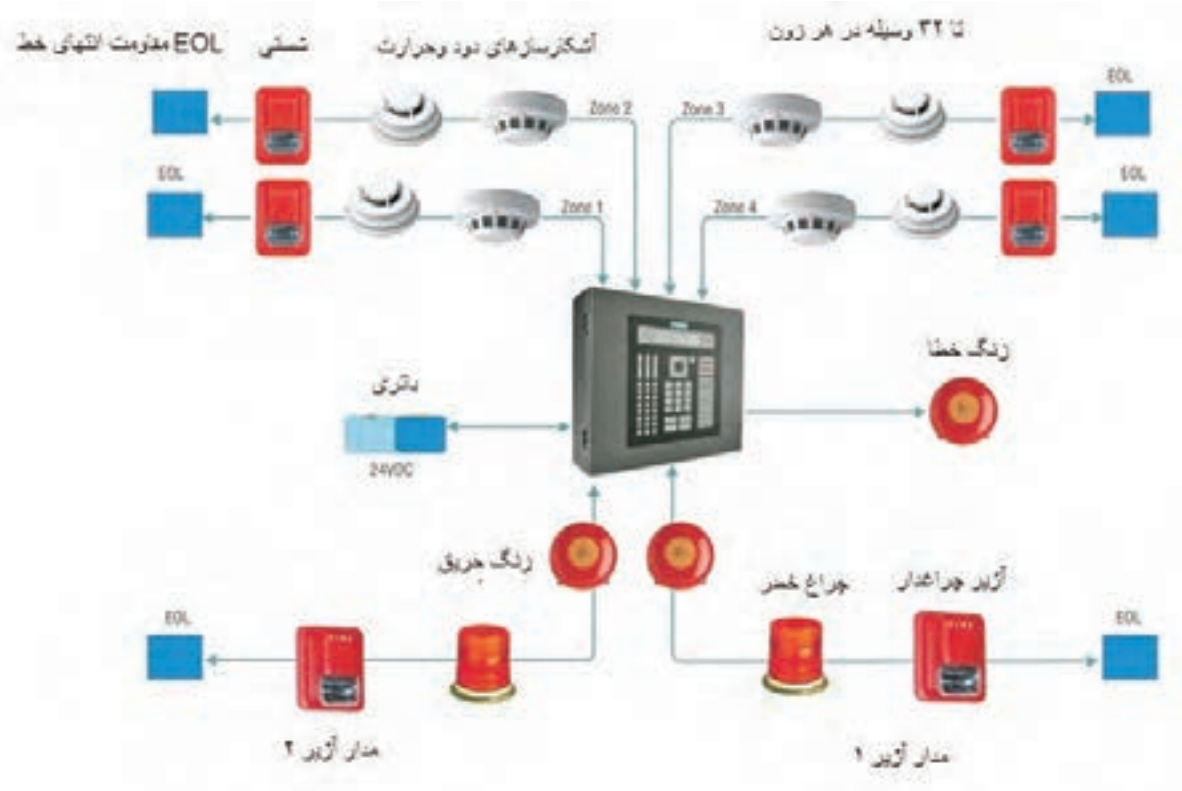 تا ۳۲ وسیله در هر زون
آشکارسازهای دود وحرارت
شستی
EOL مقاومت انتهای خط
EOL
Zone 2
Zone 3
EOL
EOL
Zone 1
Zone 4
زنگ خطا
باتری
24VDC
زنگ حریق
چراغ خطر
آژیر چراغدار
EOL
EOL
FIRE
مدار آژیر ۲
مدار آژیر ۱